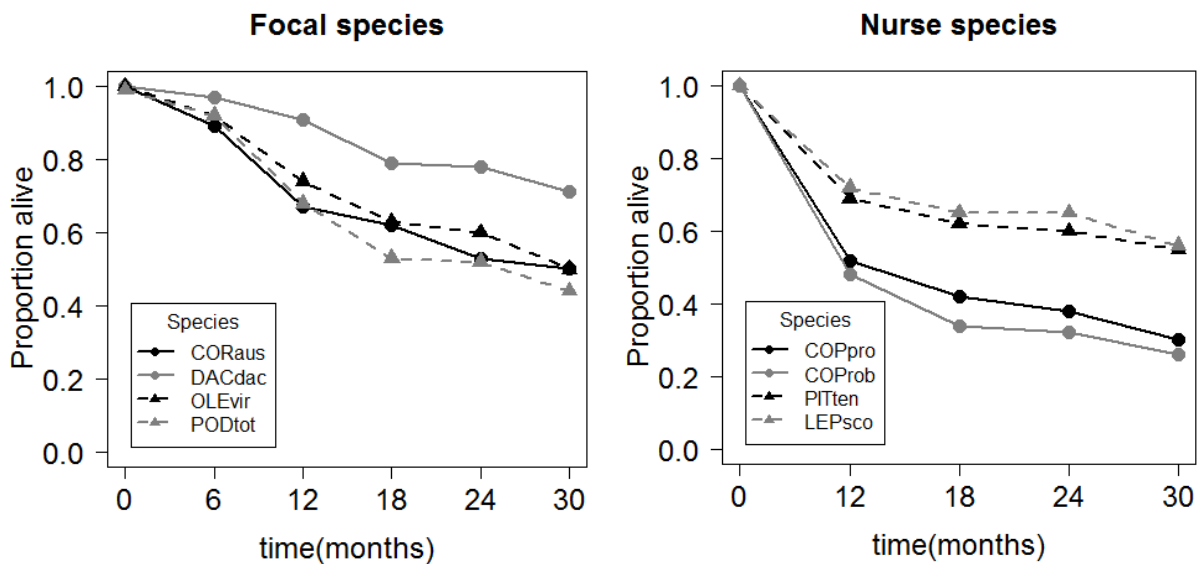 Focal species
Proportion alive
1.0
0.8
0.6
0.4
0.2
0.0
Species
CORaus
DACdac
OLEvir
PODtot
0 6 12 18 24 30
time(months)
Nurse species
Proportion alive
1.0
0.8
0.6
0.4
0.2
0.0
Species
COPpro
COProb
PITten
LEPsco
0 12 18 24 30
time(months)